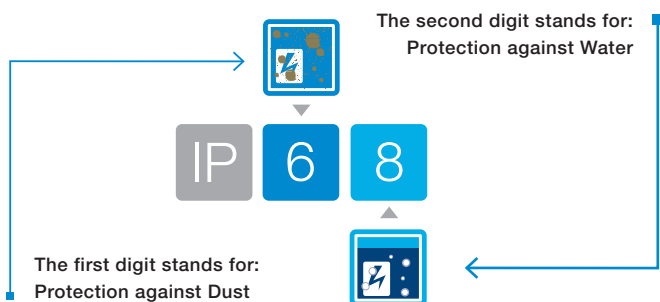 The second digit stands for:
Protection against Water
IP 6 8
The first digit stands for:
Protection against Dust